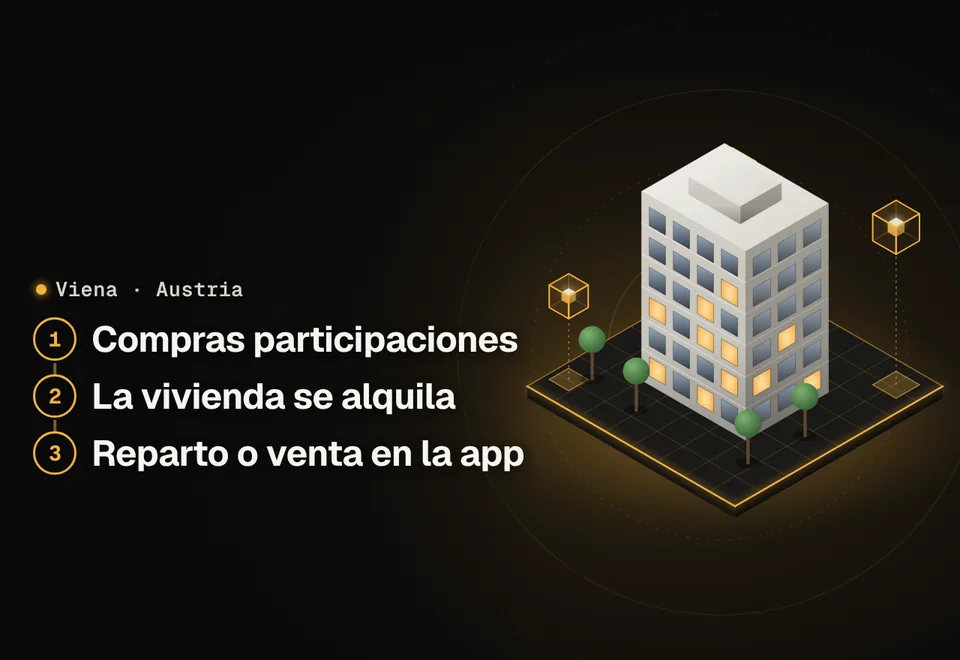 Viena · Austria
1 Compras participaciones
2 La vivienda se alquila
3 Reparto o venta en la app